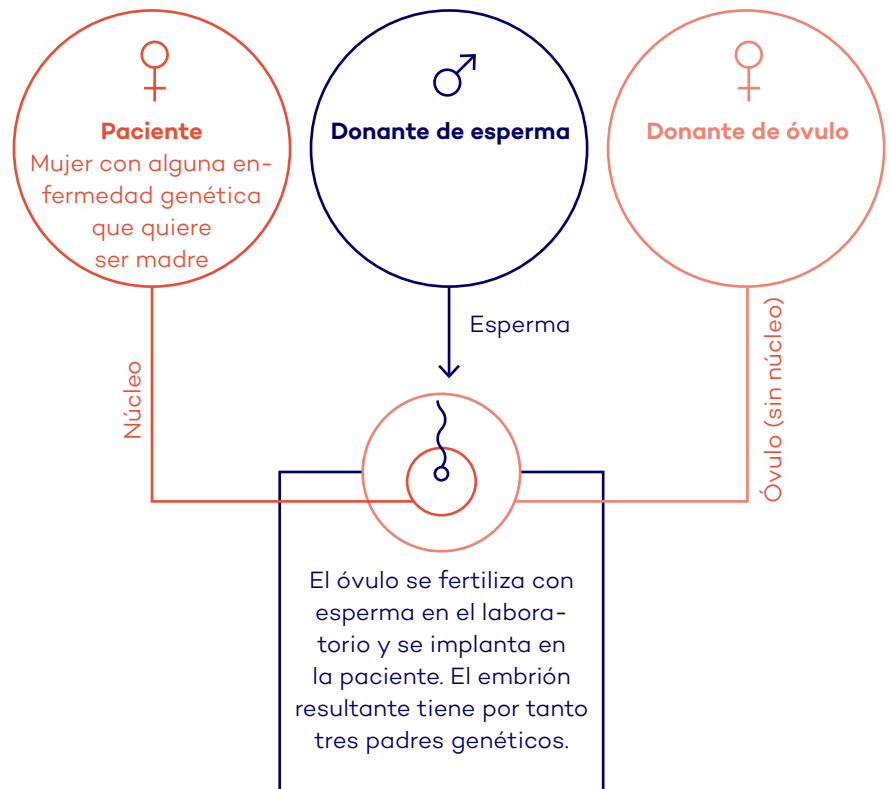 Paciente
Mujer con alguna en-
fermedad genética
que quiere
ser madre
Donante de esperma
Donante de óvulo
Esperma
Núcleo
Óvulo (sin núcleo)
El óvulo se fertiliza con
esperma en el labora-
torio y se implanta en
la paciente. El embrión
resultante tiene por tanto
tres padres genéticos.